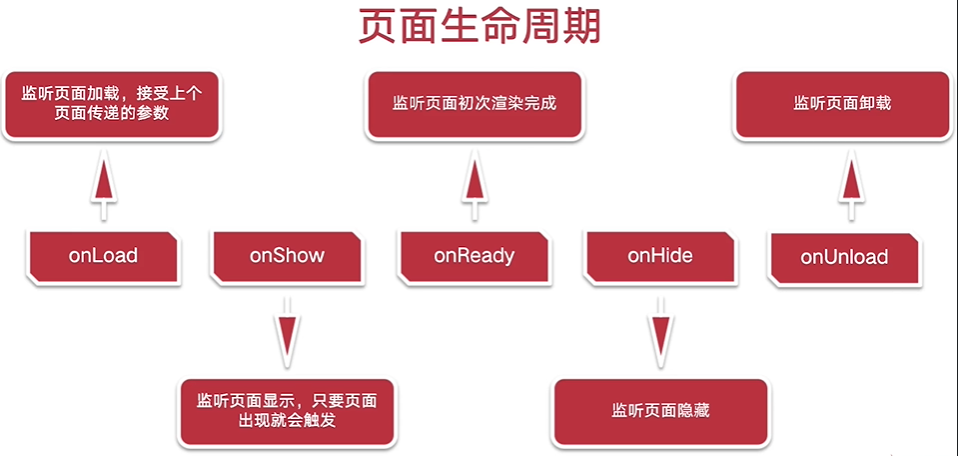 页面生命周期
监听页面加载，接受上个
页面传递的参数
监听页面初次渲染完成
监听页面卸载
onLoad
onShow
onReady
onHide
onUnload
监听页面显示，只要页面
出现就会触发
监听页面隐藏